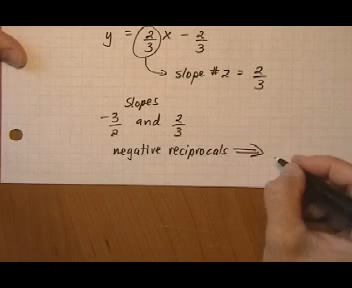 y = 2/3 x - 2/3
slope #2 = 2/3
slopes
-3/2 and 2/3
negative reciprocals ⇒